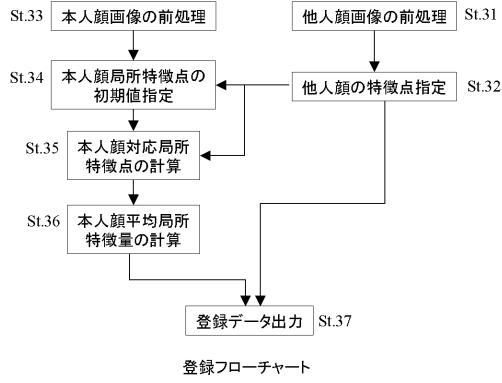 St.33 本人顔画像の前処理
他人顔画像の前処理 St.31
St.34 本人顔局所特徴点の
初期値指定
他人顔の特徴点指定 St.32
St.35 本人顔対応局所
特徴点の計算
St.36 本人顔平均局所
特徴量の計算
登録データ出力 St.37
登録フローチャート